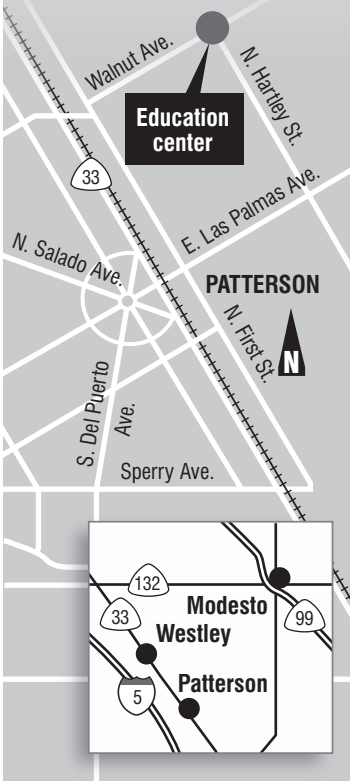 Walnut Ave.
N. Hartley St.
Education
center
33
E. Las Palmas Ave.
N. Salado Ave.
PATTERSON
N. First St.
N
S. Del Puerto
Ave.
Sperry Ave.
132
Modesto
33
99
Westley
Patterson
5